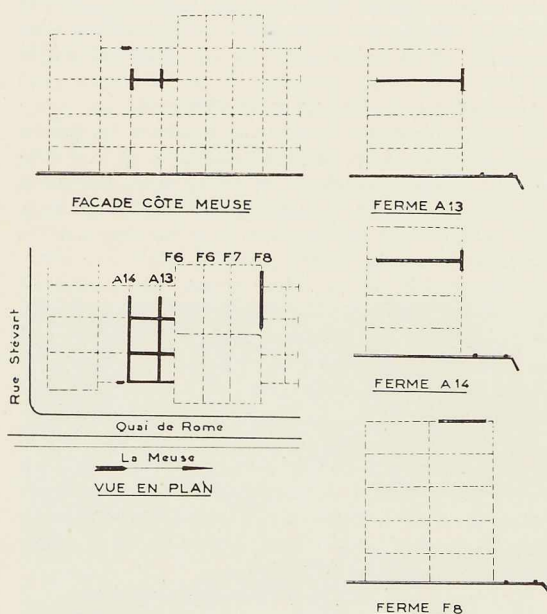 FACADE CÔTE MEUSE
FERME A13
F6 F6 F7 F8
A14 A13
Rue Stévart
FERME A14
Quai de Rome
La Meuse
VUE EN PLAN
FERME F8